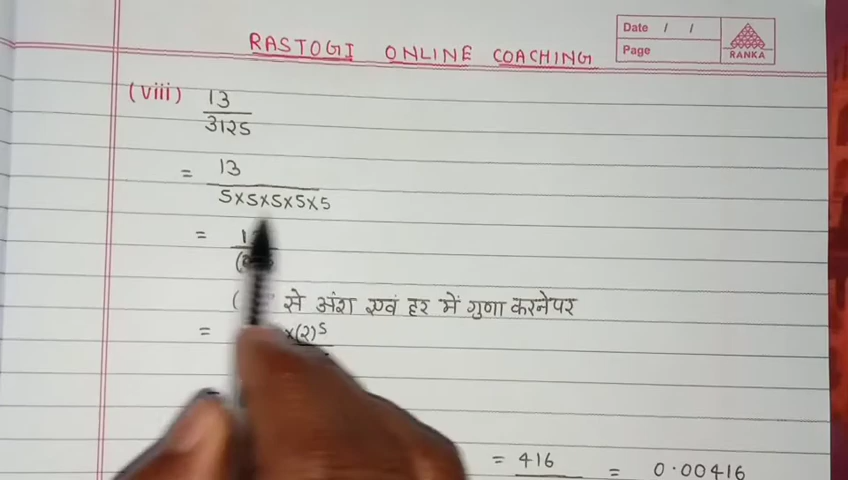 RASTOGI ONLINE COACHING
Date / /
Page
RANKA
(viii) 13
3125
= 13
5×5×5×5×5
=
से अंश एवं हर में गुणा करनेपर
= ×(2)⁵
= 416 = 0.00416